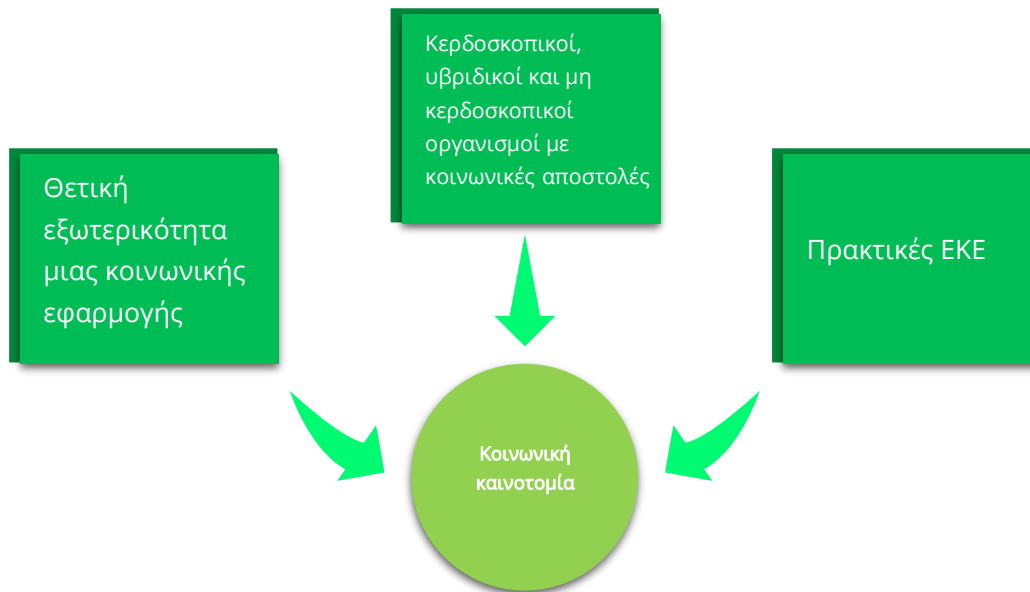 Κερδοσκοπικοί,
υβριδικοί και μη
κερδοσκοπικοί
οργανισμοί με
κοινωνικές αποστολές
Θετική
εξωτερικότητα
μιας κοινωνικής
εφαρμογής
Πρακτικές ΕΚΕ
Κοινωνική
καινοτομία